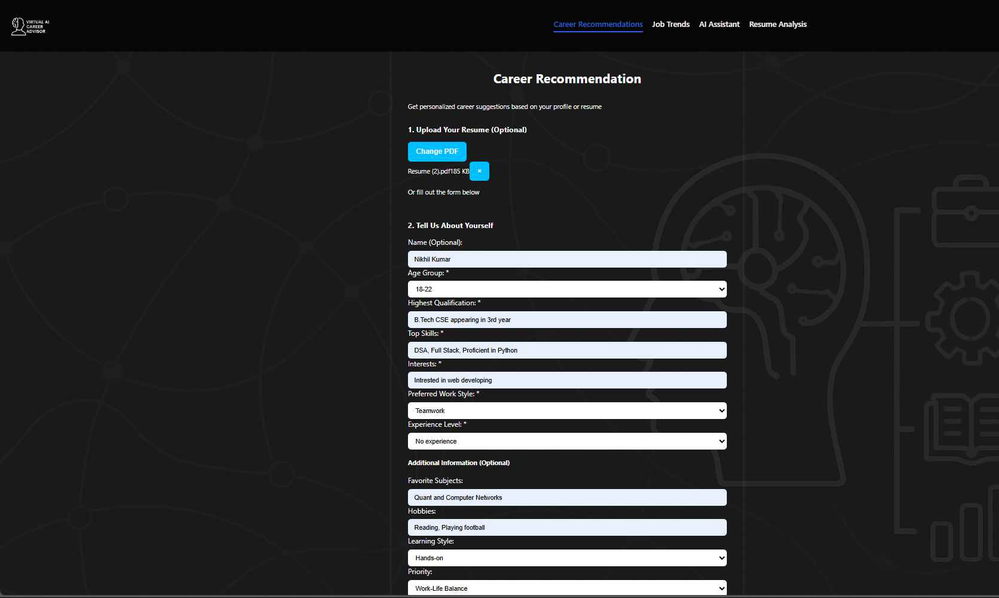 VIRTUAL AI
CAREER
ADVISOR
Career Recommendations Job Trends AI Assistant Resume Analysis
Career Recommendation
Get personalized career suggestions based on your profile or resume
1. Upload Your Resume (Optional)
Change PDF
Resume (2).pdf185 KB ×
Or fill out the form below
2. Tell Us About Yourself
Name (Optional):
Nikhil Kumar
Age Group: *
18-22
Highest Qualification: *
B.Tech CSE appearing in 3rd year
Top Skills: *
DSA, Full Stack, Proficient in Python
Interests: *
Intrested in web developing
Preferred Work Style: *
Teamwork
Experience Level: *
No experience
Additional Information (Optional)
Favorite Subjects:
Quant and Computer Networks
Hobbies:
Reading, Playing football
Learning Style:
Hands-on
Priority:
Work-Life Balance